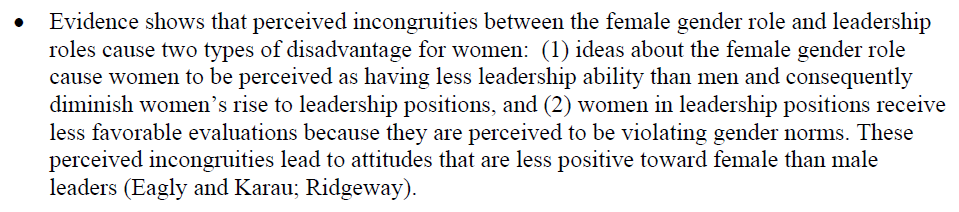 • Evidence shows that perceived incongruities between the female gender role and leadership
roles cause two types of disadvantage for women:  (1) ideas about the female gender role
cause women to be perceived as having less leadership ability than men and consequently
diminish women’s rise to leadership positions, and (2) women in leadership positions receive
less favorable evaluations because they are perceived to be violating gender norms. These
perceived incongruities lead to attitudes that are less positive toward female than male
leaders (Eagly and Karau; Ridgeway).